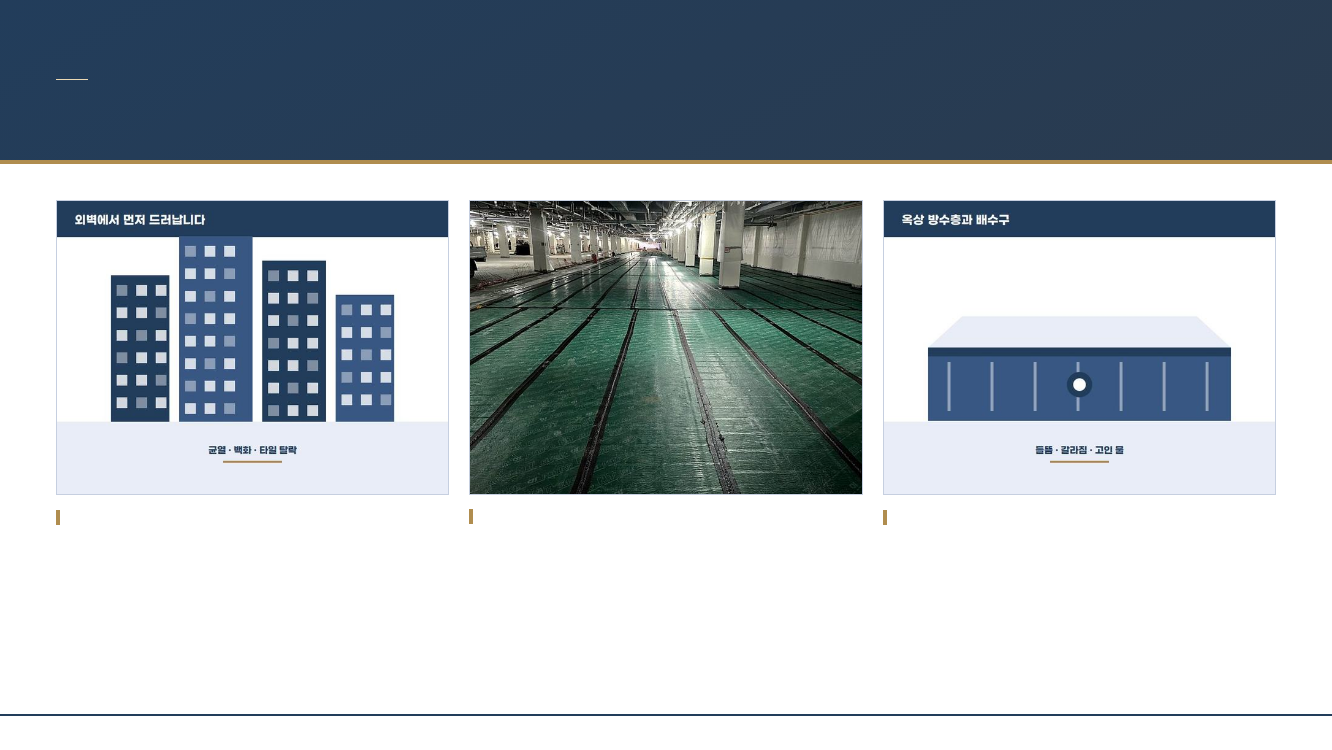 외벽에서 먼저 드러납니다
옥상 방수층과 배수구
균열 · 백화 · 타일 탈락
들뜸 · 갈라짐 · 고인 물